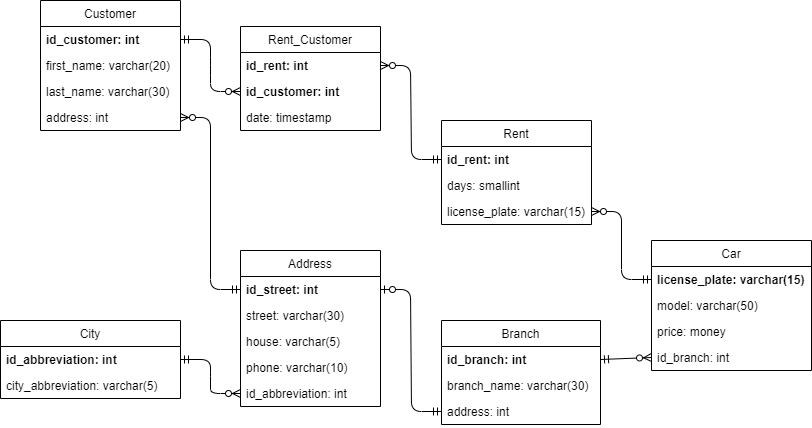 Customer
id_customer: int
first_name: varchar(20)
last_name: varchar(30)
address: int
Rent_Customer
id_rent: int
id_customer: int
date: timestamp
Rent
id_rent: int
days: smallint
license_plate: varchar(15)
Car
license_plate: varchar(15)
model: varchar(50)
price: money
id_branch: int
Address
id_street: int
street: varchar(30)
house: varchar(5)
phone: varchar(10)
id_abbreviation: int
City
id_abbreviation: int
city_abbreviation: varchar(5)
Branch
id_branch: int
branch_name: varchar(30)
address: int